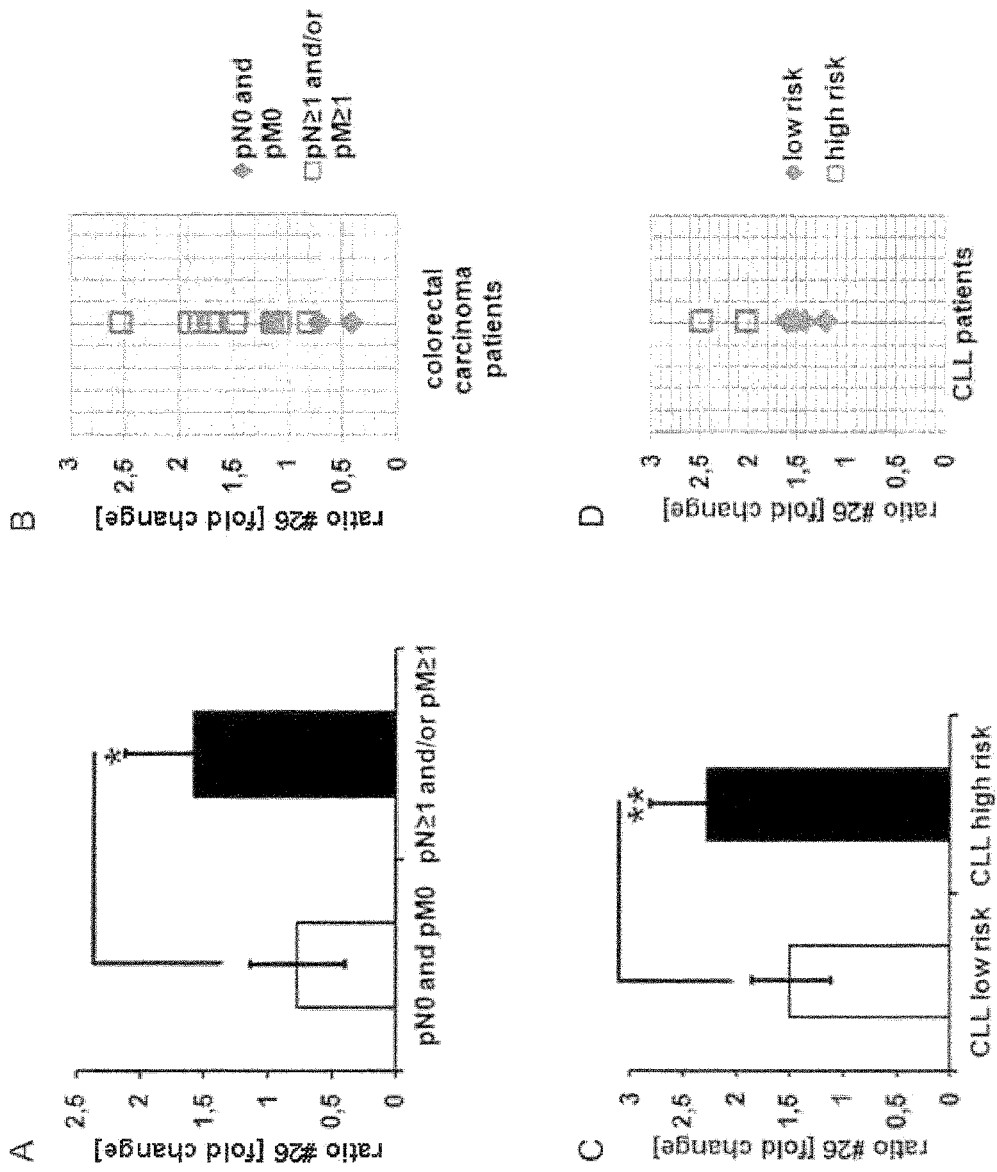 A
ratio #26 [fold change]
2,5
2
1,5
1
0,5
0
*
pN0 and pM0
pN≥1 and/or pM≥1
B
ratio #26 [fold change]
3
2,5
2
1,5
1
0,5
0
colorectal
carcinoma
patients
pN0 and
pM0
pN≥1 and/or
pM≥1
C
ratio #26 [fold change]
3
2,5
2
1,5
1
0,5
0
**
CLL low risk
CLL high risk
D
ratio #26 [fold change]
3
2,5
2
1,5
1
0,5
0
CLL patients
low risk
high risk